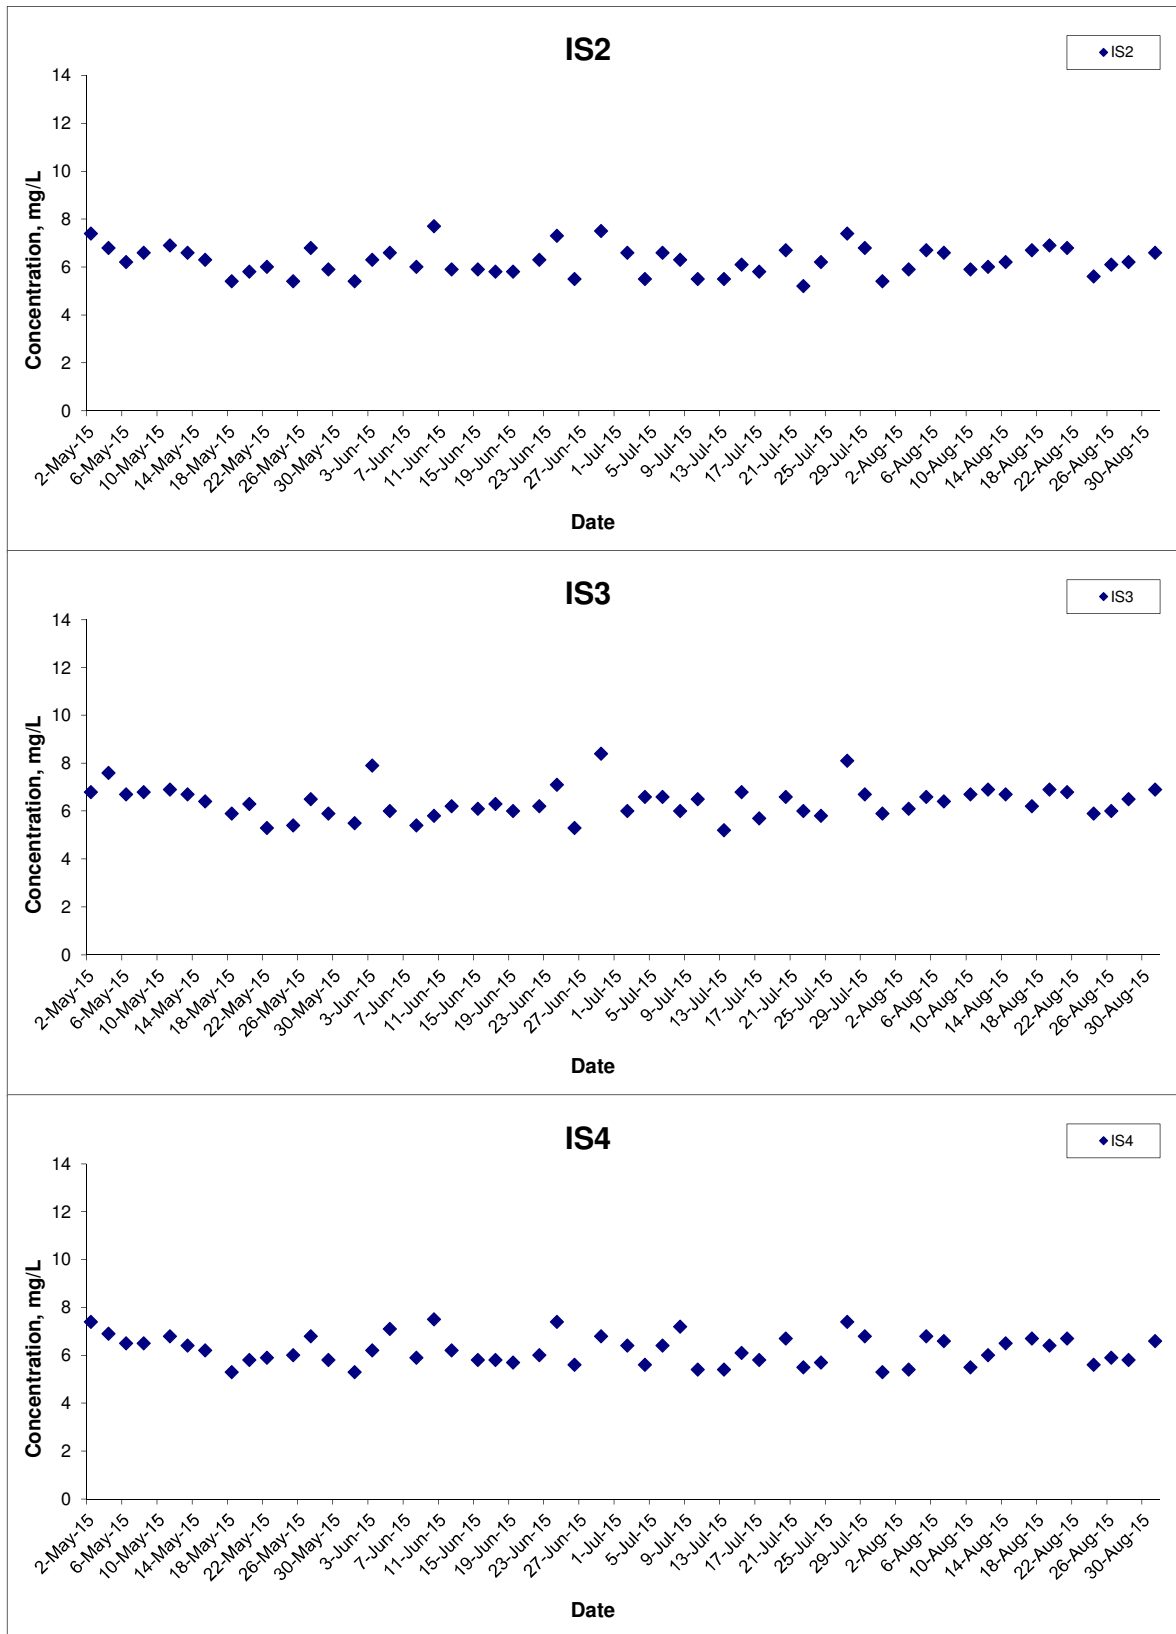 IS2
IS2
Concentration, mg/L
14
12
10
8
6
4
2
0
2-May-15
6-May-15
10-May-15
14-May-15
18-May-15
22-May-15
26-May-15
30-May-15
3-Jun-15
7-Jun-15
11-Jun-15
15-Jun-15
19-Jun-15
23-Jun-15
27-Jun-15
1-Jul-15
5-Jul-15
9-Jul-15
13-Jul-15
17-Jul-15
21-Jul-15
25-Jul-15
29-Jul-15
2-Aug-15
6-Aug-15
10-Aug-15
14-Aug-15
18-Aug-15
22-Aug-15
26-Aug-15
30-Aug-15
Date
IS3
IS3
Concentration, mg/L
14
12
10
8
6
4
2
0
2-May-15
6-May-15
10-May-15
14-May-15
18-May-15
22-May-15
26-May-15
30-May-15
3-Jun-15
7-Jun-15
11-Jun-15
15-Jun-15
19-Jun-15
23-Jun-15
27-Jun-15
1-Jul-15
5-Jul-15
9-Jul-15
13-Jul-15
17-Jul-15
21-Jul-15
25-Jul-15
29-Jul-15
2-Aug-15
6-Aug-15
10-Aug-15
14-Aug-15
18-Aug-15
22-Aug-15
26-Aug-15
30-Aug-15
Date
IS4
IS4
Concentration, mg/L
14
12
10
8
6
4
2
0
2-May-15
6-May-15
10-May-15
14-May-15
18-May-15
22-May-15
26-May-15
30-May-15
3-Jun-15
7-Jun-15
11-Jun-15
15-Jun-15
19-Jun-15
23-Jun-15
27-Jun-15
1-Jul-15
5-Jul-15
9-Jul-15
13-Jul-15
17-Jul-15
21-Jul-15
25-Jul-15
29-Jul-15
2-Aug-15
6-Aug-15
10-Aug-15
14-Aug-15
18-Aug-15
22-Aug-15
26-Aug-15
30-Aug-15
Date